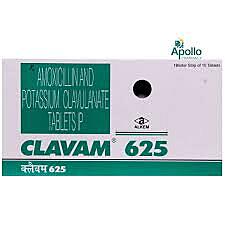 Apollo
PHARMACY
AMOXICILLIN AND
POTASSIUM CLAVULANATE
TABLETS IP
ALKEM
CLAVAM® 625
क्लैवम 625